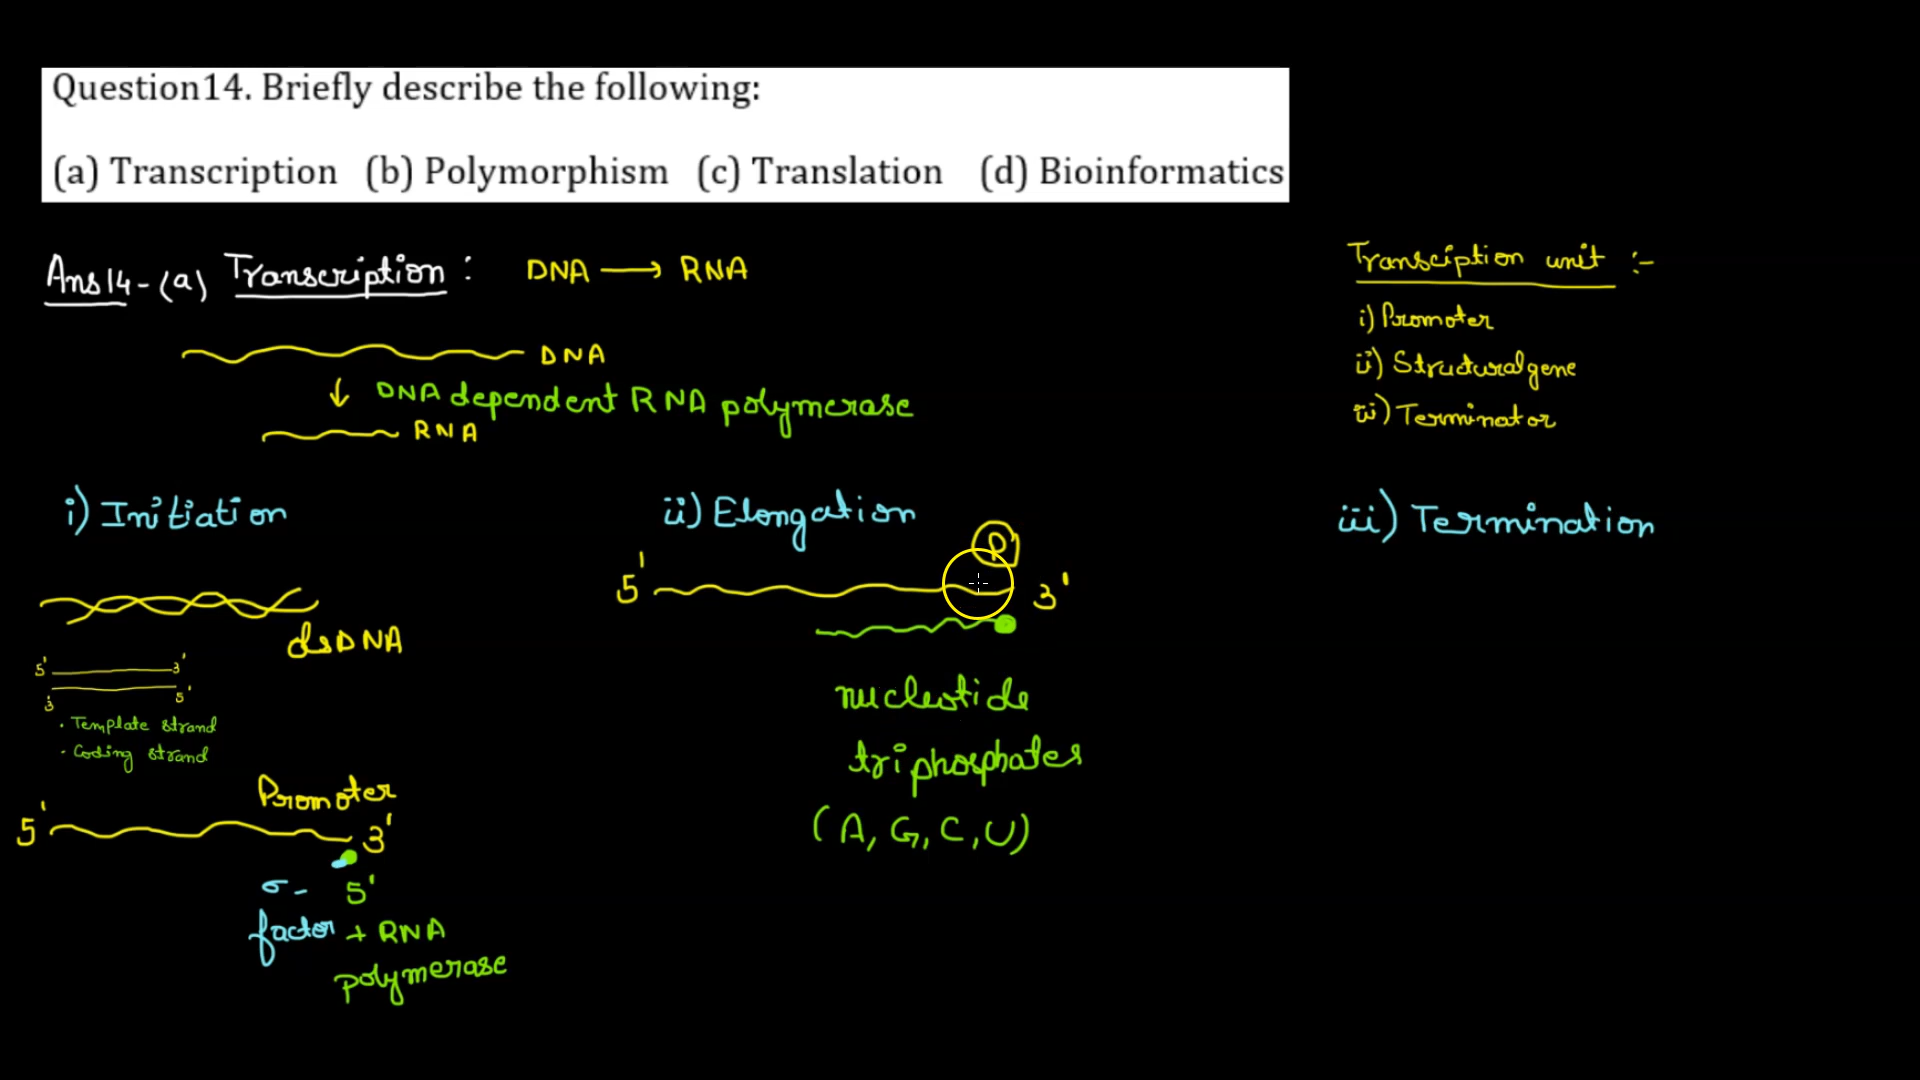 Question14. Briefly describe the following:
(a) Transcription (b) Polymorphism (c) Translation (d) Bioinformatics
Ans14-(a) Transcription : DNA → RNA
DNA
↓ DNA dependent RNA polymerase
RNA
Transciption unit :-
i) Promoter
ii) Structural gene
iii) Terminator
i) Initiation
dsDNA
5' 3'
3' 5'
· Template strand
· Coding strand
Promoter
5' 3'
σ- 5'
factor + RNA
polymerase
ii) Elongation
P
5' 3'
nucleotide
triphosphates
(A, G, C, U)
iii) Termination